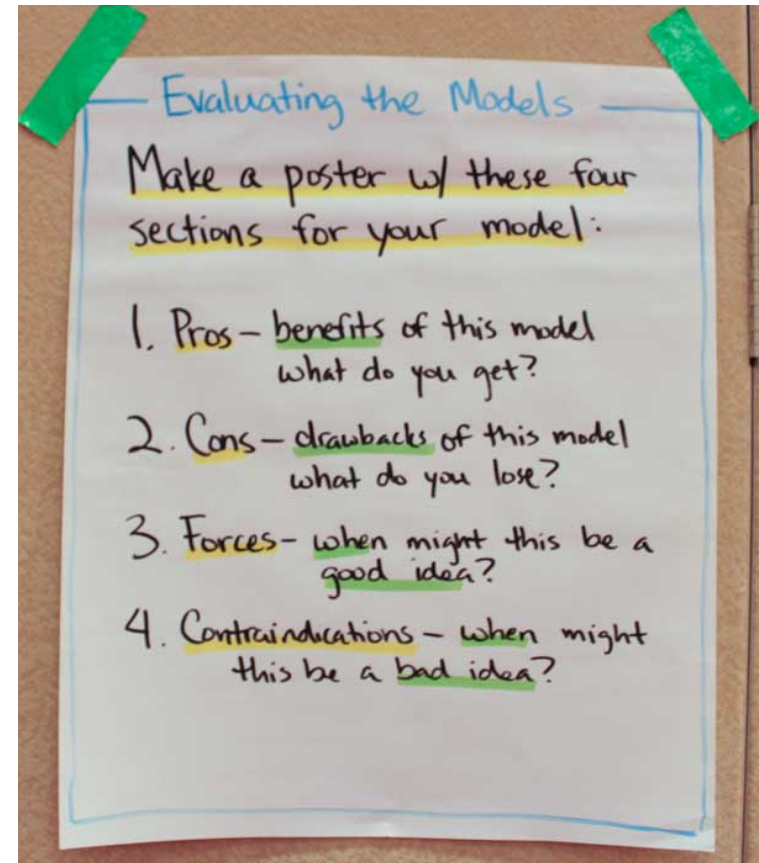 Evaluating the Models
Make a poster w/ these four
sections for your model:
1. Pros – benefits of this model
what do you get?
2. Cons – drawbacks of this model
what do you lose?
3. Forces – when might this be a
good idea?
4. Contraindications – when might
this be a bad idea?